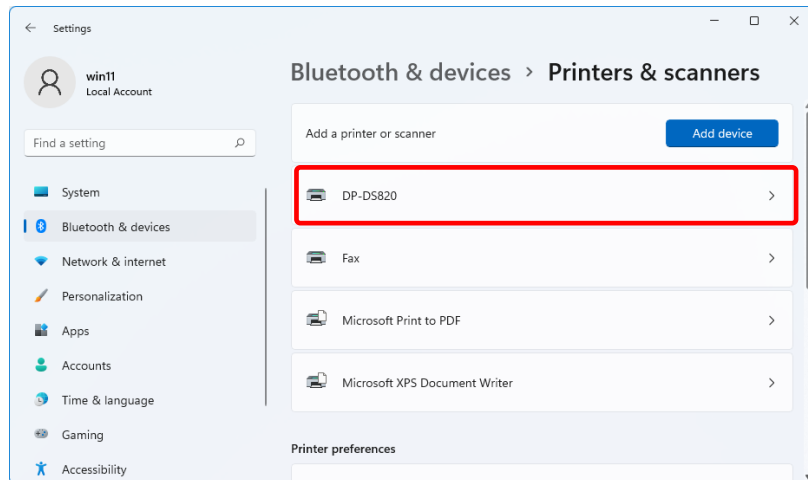 Settings
win11
Local Account
Find a setting
System
Bluetooth & devices
Network & internet
Personalization
Apps
Accounts
Time & language
Gaming
Accessibility
Bluetooth & devices > Printers & scanners
Add a printer or scanner
Add device
DP-DS820
Fax
Microsoft Print to PDF
Microsoft XPS Document Writer
Printer preferences